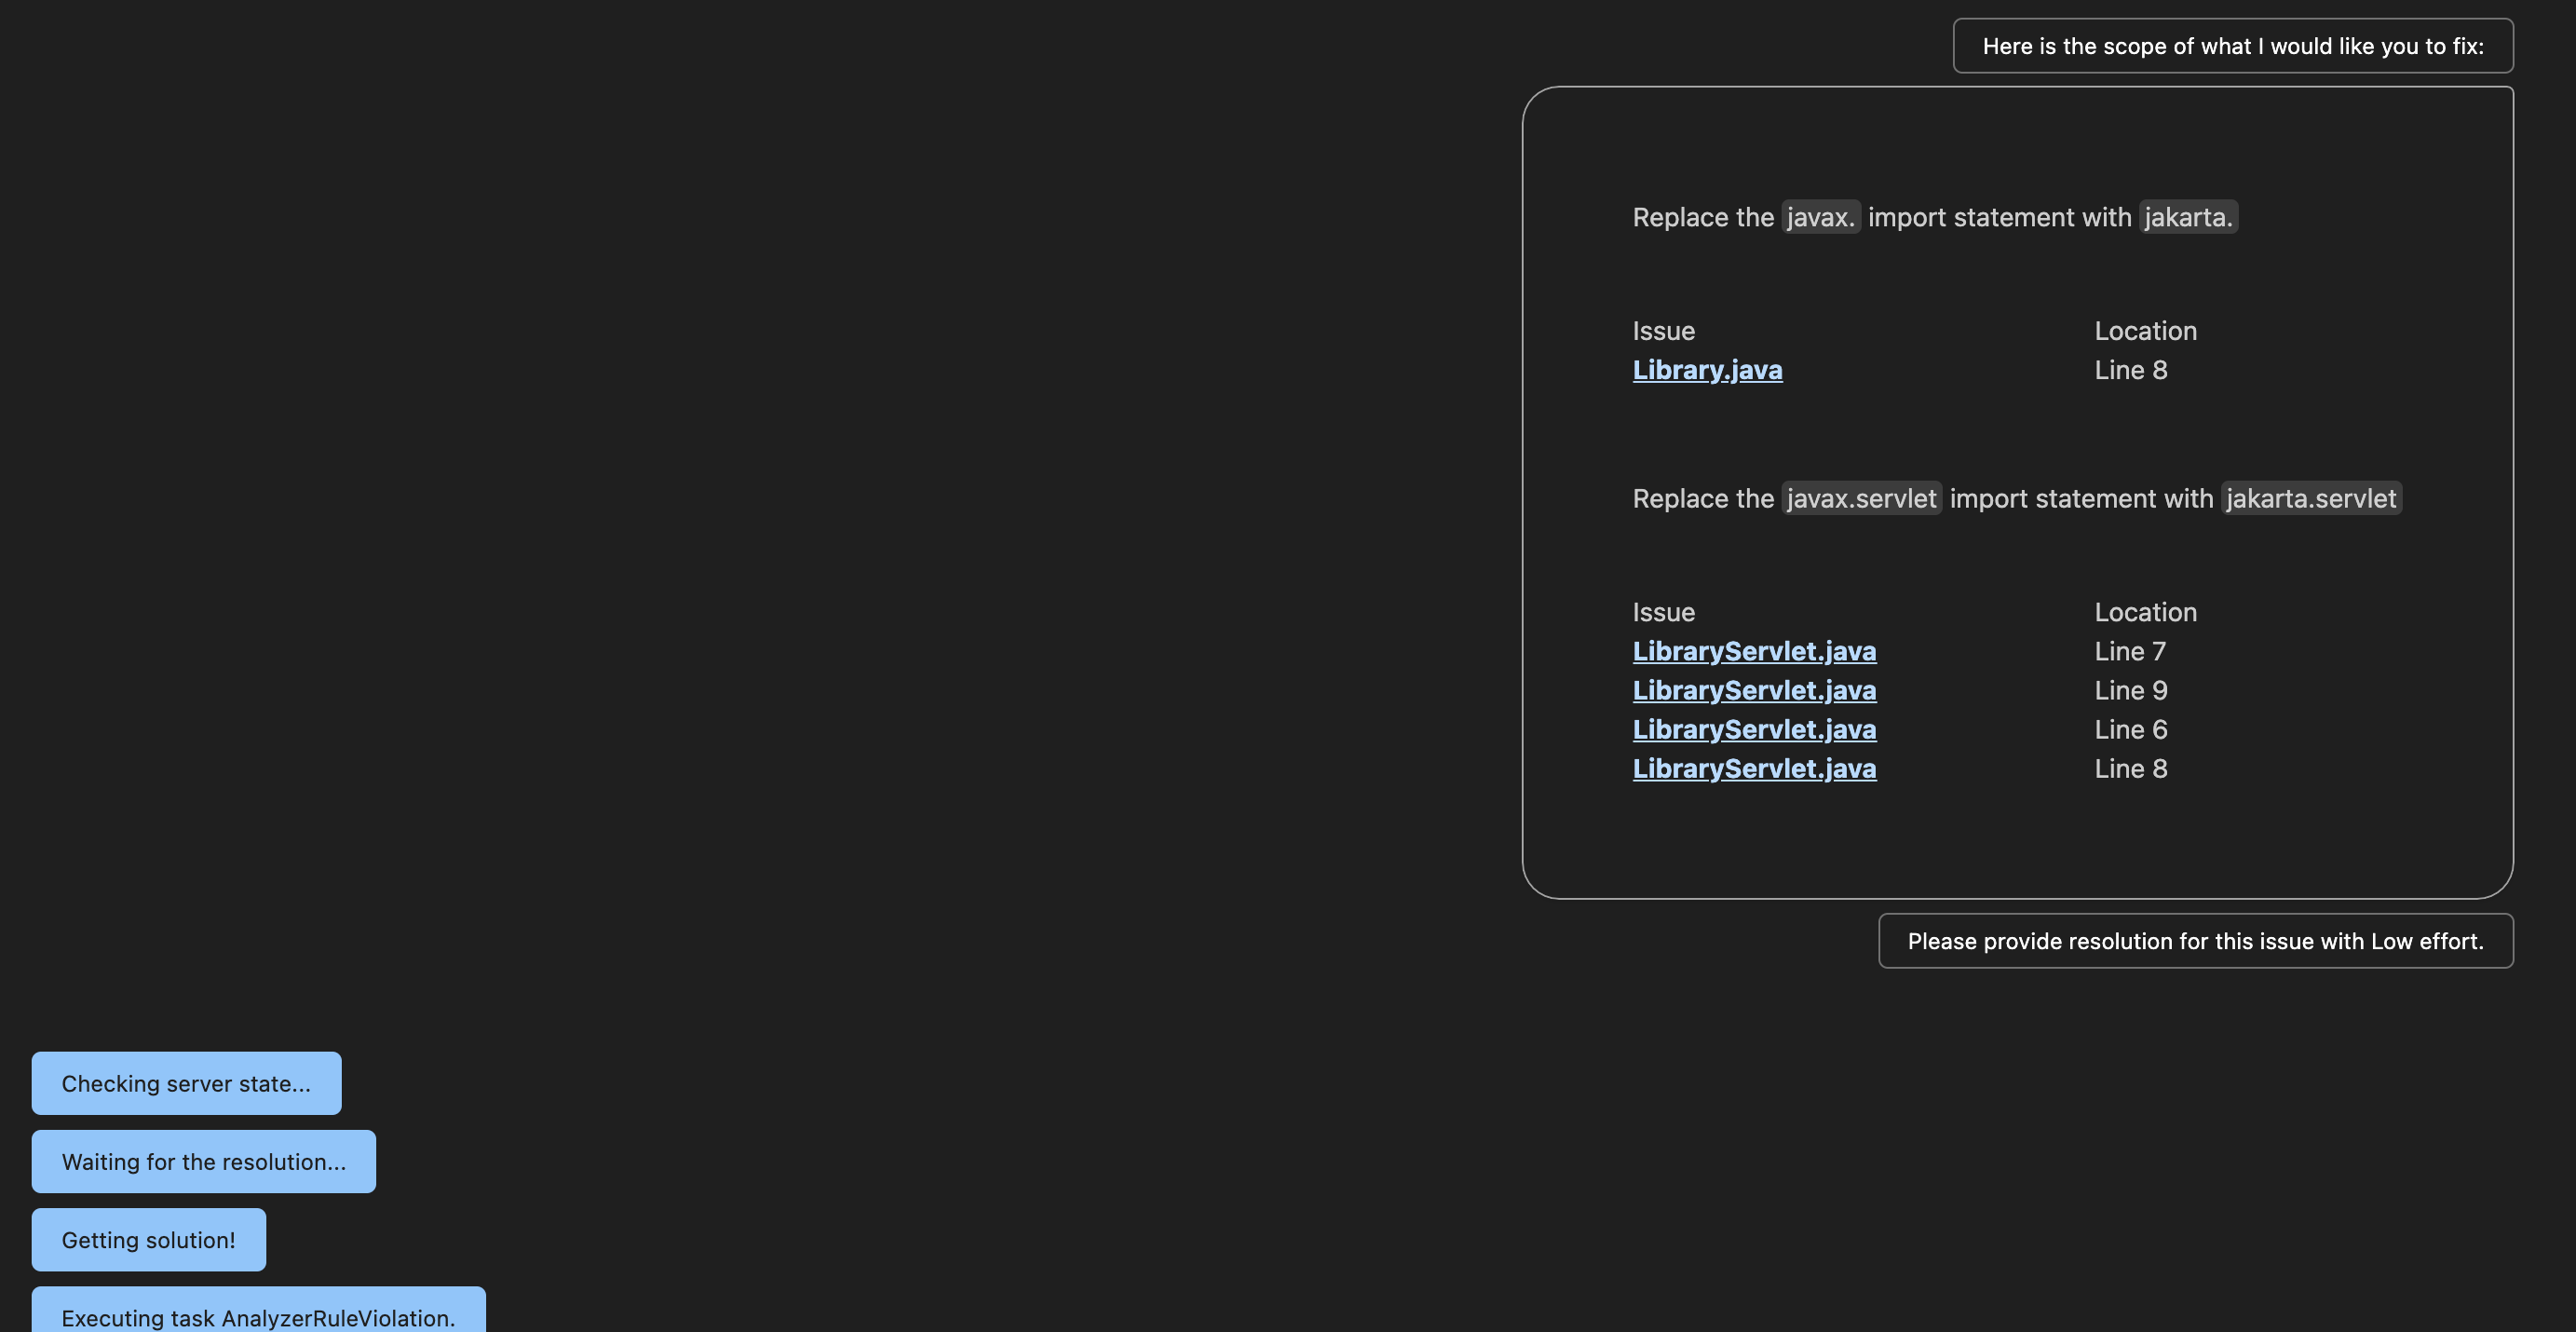 Here is the scope of what I would like you to fix:
Replace the javax. import statement with jakarta.
Issue Location
Library.java Line 8
Replace the javax.servlet import statement with jakarta.servlet
Issue Location
LibraryServlet.java Line 7
LibraryServlet.java Line 9
LibraryServlet.java Line 6
LibraryServlet.java Line 8
Please provide resolution for this issue with Low effort.
Checking server state...
Waiting for the resolution...
Getting solution!
Executing task AnalyzerRuleViolation.